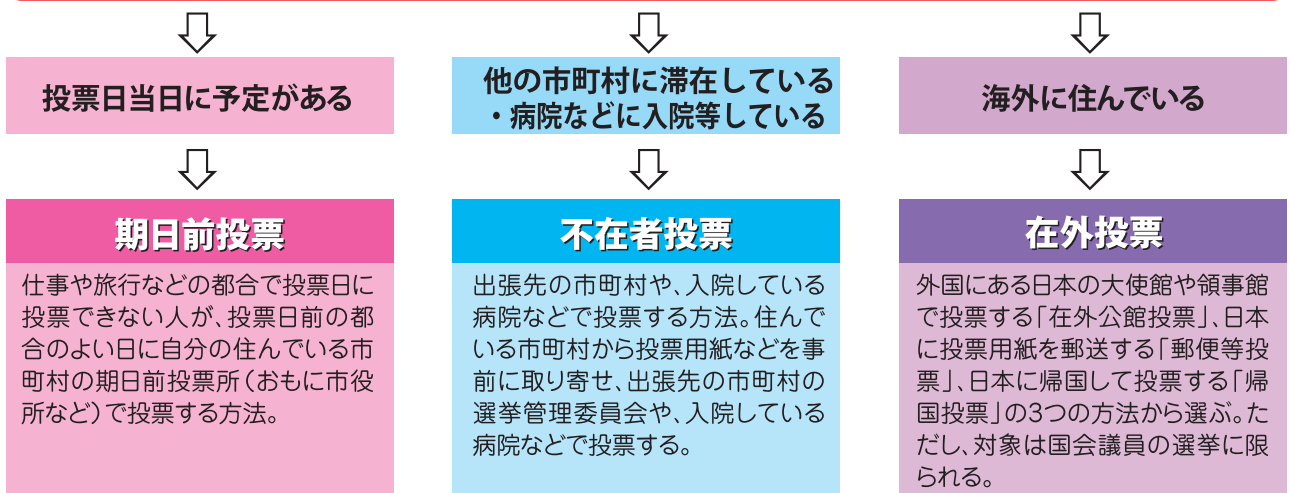 投票日当日に予定がある
期日前投票
仕事や旅行などの都合で投票日に
投票できない人が、投票日前の都
合のよい日に自分の住んでいる市
町村の期日前投票所（おもに市役
所など）で投票する方法。
他の市町村に滞在している
・病院などに入院等している
不在者投票
出張先の市町村や、入院している
病院などで投票する方法。住んで
いる市町村から投票用紙などを事
前に取り寄せ、出張先の市町村の
選挙管理委員会や、入院している
病院などで投票する。
海外に住んでいる
在外投票
外国にある日本の大使館や領事館
で投票する「在外公館投票」、日本
に投票用紙を郵送する「郵便等投
票」、日本に帰国して投票する「帰
国投票」の3つの方法から選ぶ。た
だし、対象は国会議員の選挙に限
られる。